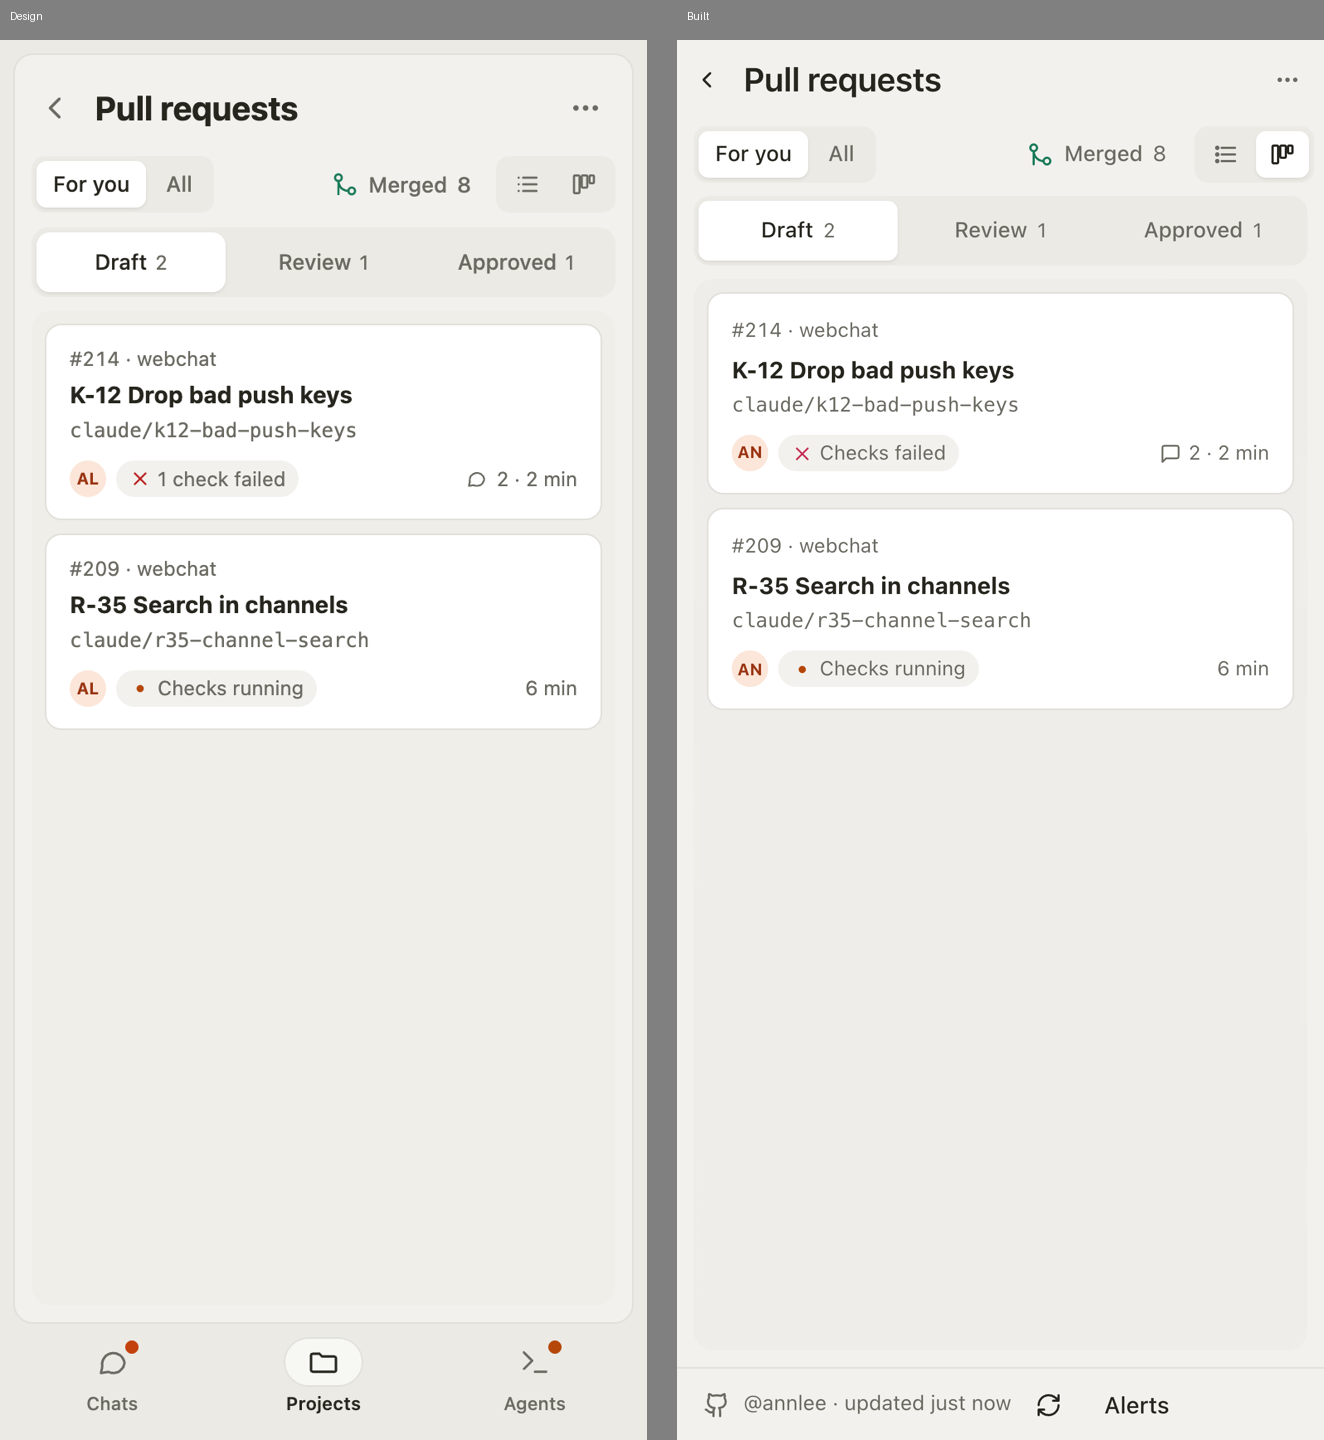 Design
Pull requests
For you All Merged 8
Draft 2 Review 1 Approved 1
#214 · webchat
K-12 Drop bad push keys
claude/k12-bad-push-keys
AL 1 check failed 2 · 2 min
#209 · webchat
R-35 Search in channels
claude/r35-channel-search
AL Checks running 6 min
Chats Projects Agents
Built
Pull requests
For you All Merged 8
Draft 2 Review 1 Approved 1
#214 · webchat
K-12 Drop bad push keys
claude/k12-bad-push-keys
AN Checks failed 2 · 2 min
#209 · webchat
R-35 Search in channels
claude/r35-channel-search
AN Checks running 6 min
@annlee · updated just now Alerts